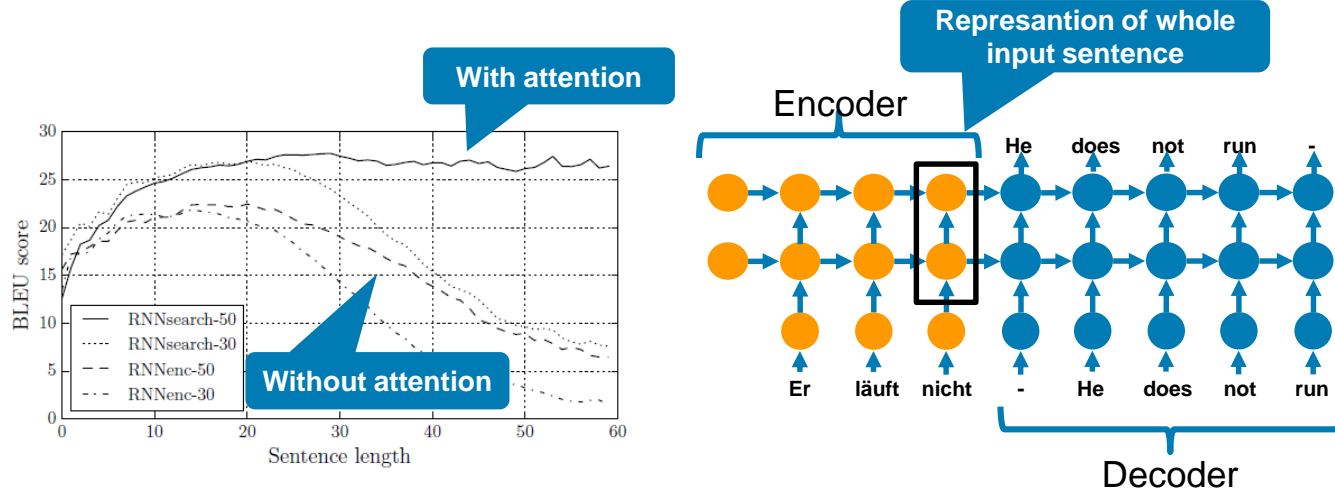 With attention
30
25
20
15
10
5
0
BLEU score
RNNsearch-50
RNNsearch-30
RNNenc-50
RNNenc-30
Without attention
0 10 20 30 40 50 60
Sentence length
Represantion of whole
input sentence
Encoder
He does not run -
Er läuft nicht - He does not run
Decoder